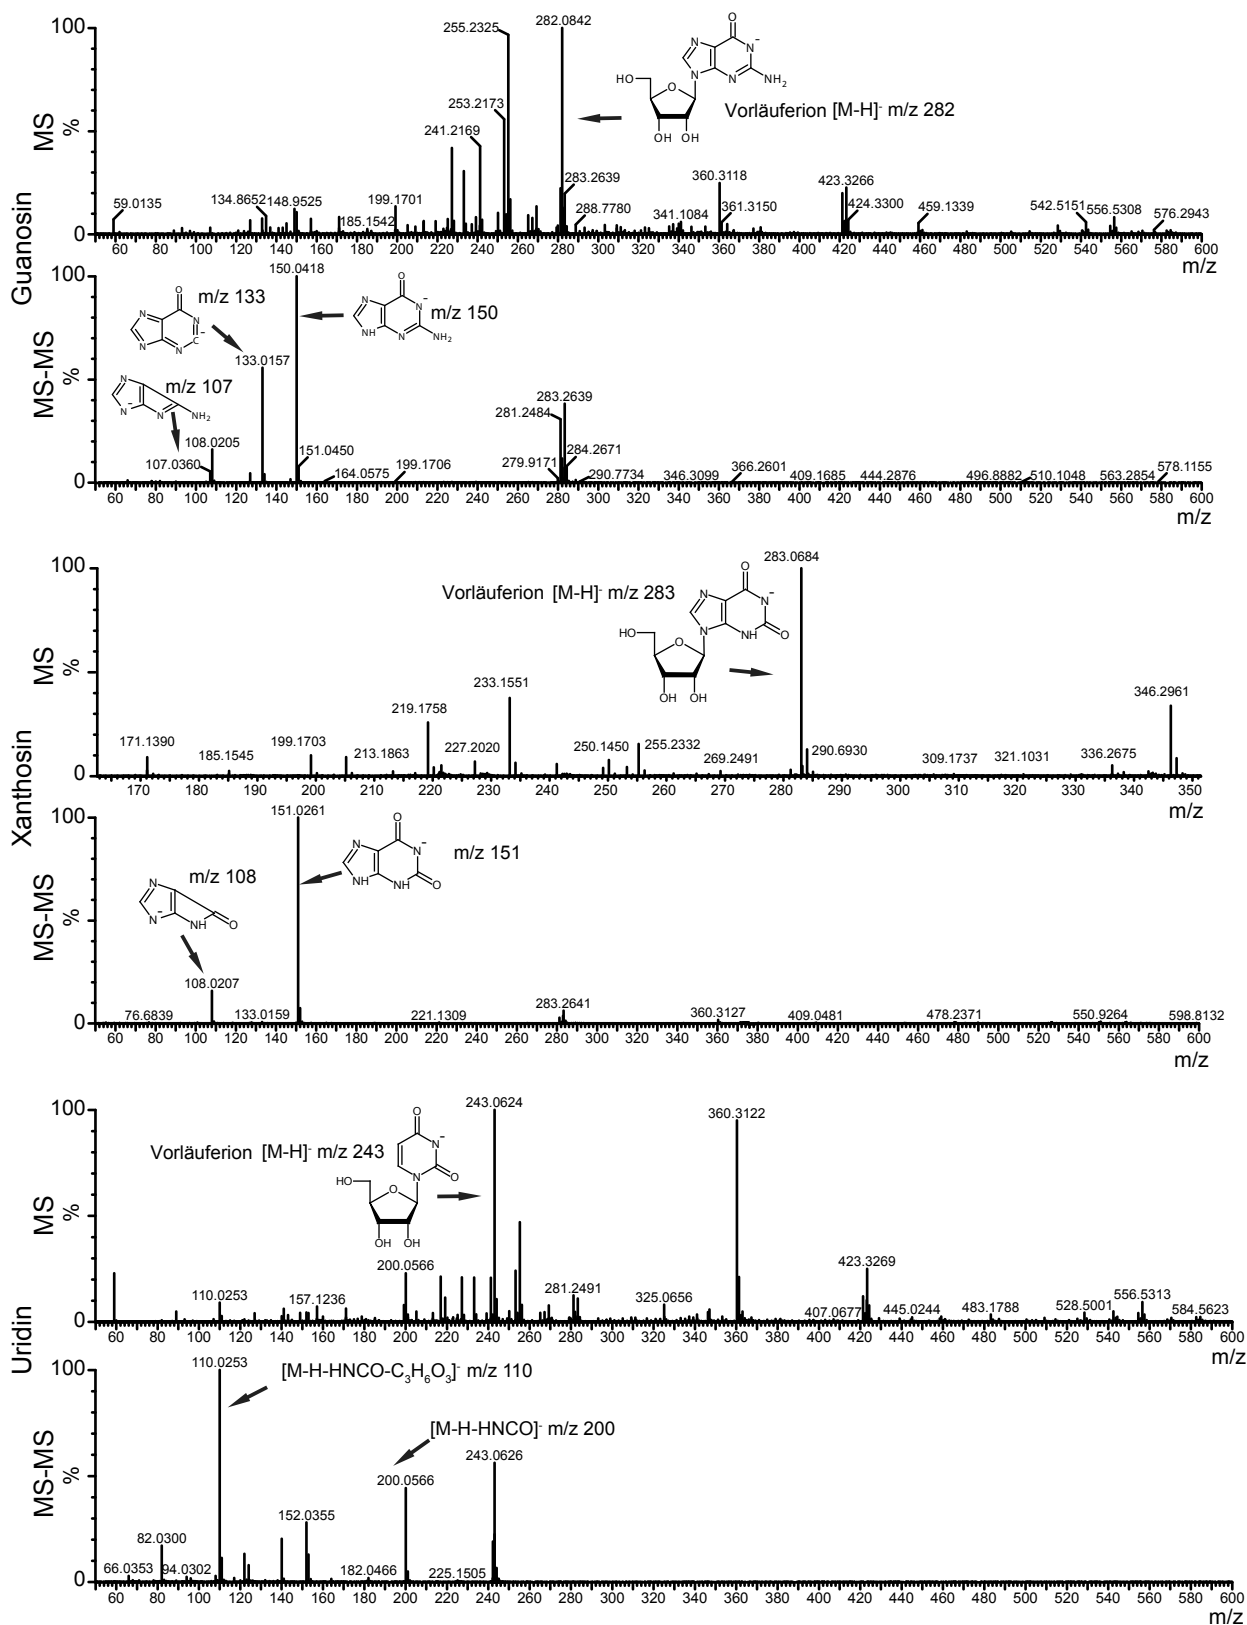 Guanosin
MS
%
100
0
255.2325
282.0842
253.2173
241.2169
Vorläuferion [M-H]- m/z 282
59.0135
134.8652
148.9525
185.1542
199.1701
283.2639
288.7780
341.1084
360.3118
361.3150
423.3266
424.3300
459.1339
542.5151
556.5308
576.2943
O
N
N-
N
N
NH2
HO
O
OH OH
60 80 100 120 140 160 180 200 220 240 260 280 300 320 340 360 380 400 420 440 460 480 500 520 540 560 580 600
m/z
MS-MS
%
100
0
150.0418
m/z 133
m/z 150
133.0157
m/z 107
108.0205
107.0360
151.0450
164.0575
199.1706
281.2484
283.2639
284.2671
279.9171
290.7734
346.3099
366.2601
409.1685
444.2876
496.8882
510.1048
563.2854
578.1155
60 80 100 120 140 160 180 200 220 240 260 280 300 320 340 360 380 400 420 440 460 480 500 520 540 560 580 600
m/z
Xanthosin
MS
%
100
0
283.0684
Vorläuferion [M-H]- m/z 283
O
N
N-
N
NH
O
HO
O
OH OH
171.1390
185.1545
199.1703
213.1863
219.1758
227.2020
233.1551
250.1450
255.2332
269.2491
290.6930
309.1737
321.1031
336.2675
346.2961
170 180 190 200 210 220 230 240 250 260 270 280 290 300 310 320 330 340 350
m/z
MS-MS
%
100
0
151.0261
m/z 151
m/z 108
108.0207
76.6839
133.0159
221.1309
283.2641
360.3127
409.0481
478.2371
550.9264
598.8132
60 80 100 120 140 160 180 200 220 240 260 280 300 320 340 360 380 400 420 440 460 480 500 520 540 560 580 600
m/z
Uridin
MS
%
100
0
243.0624
Vorläuferion [M-H]- m/z 243
O
N-
N
O
HO
O
OH OH
110.0253
157.1236
200.0566
281.2491
325.0656
360.3122
407.0677
423.3269
445.0244
483.1788
528.5001
556.5313
584.5623
60 80 100 120 140 160 180 200 220 240 260 280 300 320 340 360 380 400 420 440 460 480 500 520 540 560 580 600
m/z
MS-MS
%
100
0
110.0253
[M-H-HNCO-C3H6O3]- m/z 110
[M-H-HNCO]- m/z 200
243.0626
200.0566
152.0355
82.0300
66.0353
94.0302
182.0466
225.1505
60 80 100 120 140 160 180 200 220 240 260 280 300 320 340 360 380 400 420 440 460 480 500 520 540 560 580 600
m/z